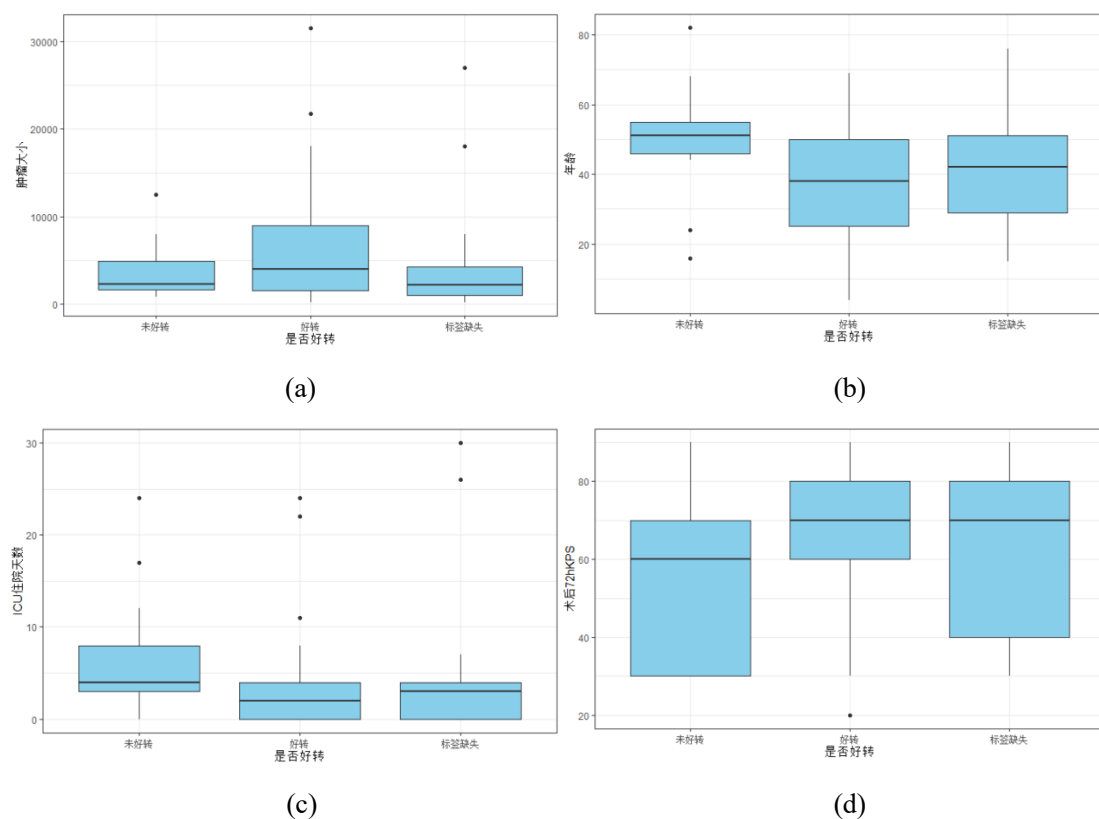 30000
20000
10000
0
肿瘤大小
未好转
好转
标签缺失
是否好转
(a)
80
60
40
20
年龄
未好转
好转
标签缺失
是否好转
(b)
30
20
10
0
ICU住院天数
未好转
好转
标签缺失
是否好转
(c)
80
60
40
20
术后72hKPS
未好转
好转
标签缺失
是否好转
(d)